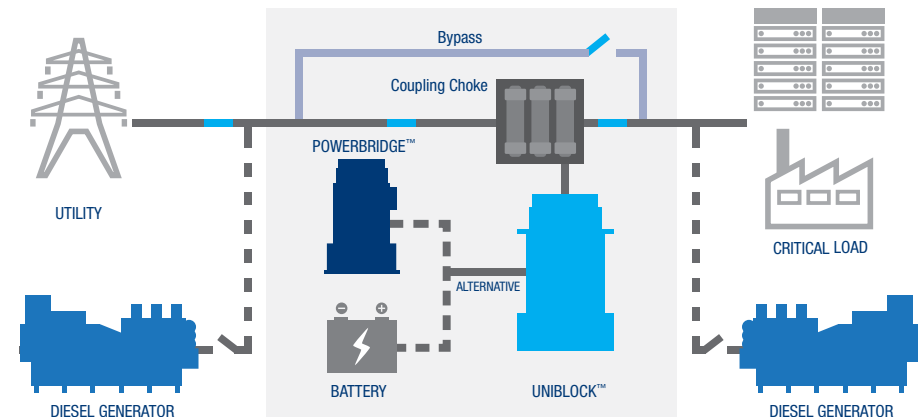 Bypass
Coupling Choke
POWERBRIDGE™
UTILITY
CRITICAL LOAD
ALTERNATIVE
BATTERY
UNIBLOCK™
DIESEL GENERATOR
DIESEL GENERATOR